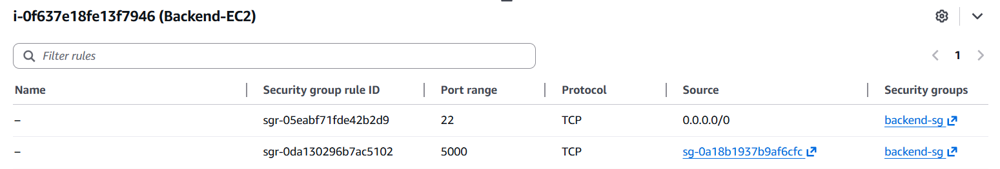 i-0f637e18fe13f7946 (Backend-EC2)
Filter rules
1
Name Security group rule ID Port range Protocol Source Security groups
– sgr-05eabf71fde42b2d9 22 TCP 0.0.0.0/0 backend-sg
– sgr-0da130296b7ac5102 5000 TCP sg-0a18b1937b9af6cfc backend-sg